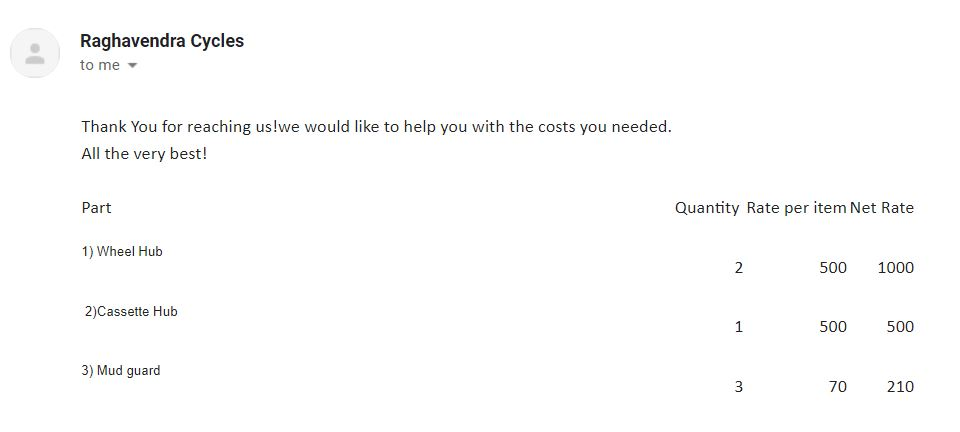 Raghavendra Cycles
to me
Thank You for reaching us!we would like to help you with the costs you needed.
All the very best!
Part Quantity Rate per item Net Rate
1) Wheel Hub
2 500 1000
2)Cassette Hub
1 500 500
3) Mud guard
3 70 210